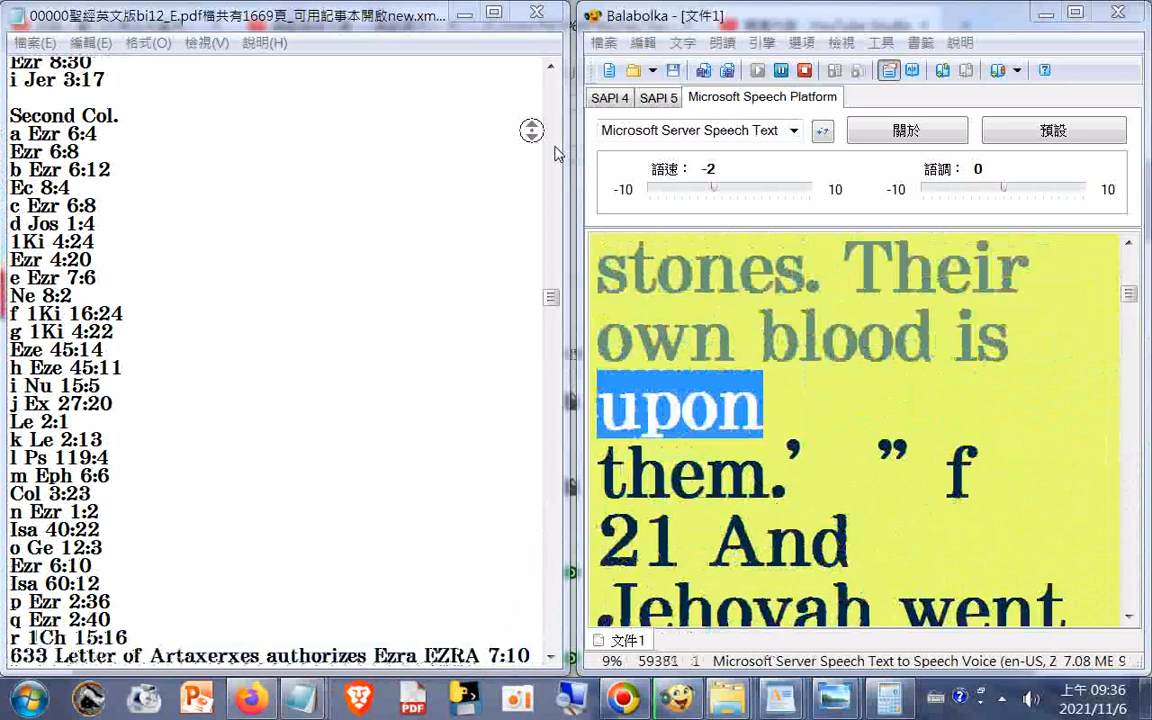 00000聖經英文版bi12_E.pdf檔共有1669頁_可用記事本開啟new.xm...
檔案(E) 編輯(E) 格式(O) 檢視(V) 說明(H)
Ezr 8:30
i Jer 3:17
Second Col.
a Ezr 6:4
Ezr 6:8
b Ezr 6:12
Ec 8:4
c Ezr 6:8
d Jos 1:4
1Ki 4:24
Ezr 4:20
e Ezr 7:6
Ne 8:2
f 1Ki 16:24
g 1Ki 4:22
Eze 45:14
h Eze 45:11
i Nu 15:5
j Ex 27:20
Le 2:1
k Le 2:13
l Ps 119:4
m Eph 6:6
Col 3:23
n Ezr 1:2
Isa 40:22
o Ge 12:3
Ezr 6:10
Isa 60:12
p Ezr 2:36
q Ezr 2:40
r 1Ch 15:16
633 Letter of Artaxerxes authorizes Ezra EZRA 7:10
Balabolka - [文件1]
檔案 編輯 文字 朗讀 引擎 選項 檢視 工具 書籤 說明
SAPI 4 SAPI 5 Microsoft Speech Platform
Microsoft Server Speech Text 關於 預設
語速： -2 語調： 0
-10 10 -10 10
stones. Their
own blood is
upon
them.’ ” f
21 And
Jehovah went
文件1
9% 59381 1 Microsoft Server Speech Text to Speech Voice (en-US, Z 7.08 MB 9
上午 09:36
2021/11/6